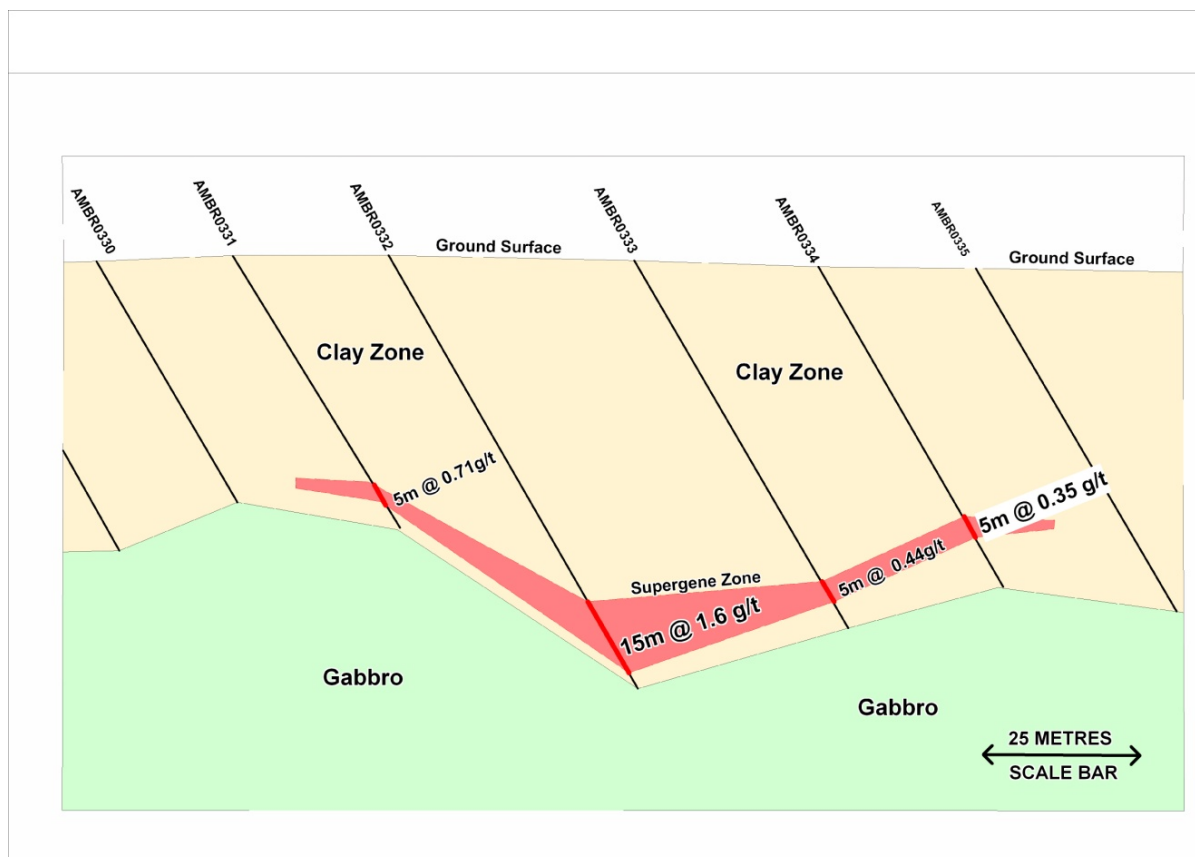 AMBR0330
AMBR0331
AMBR0332
AMBR0333
AMBR0334
AMBR0335
Ground Surface
Ground Surface
Clay Zone
Clay Zone
5m @ 0.71g/t
5m @ 0.35 g/t
Supergene Zone
5m @ 0.44g/t
15m @ 1.6 g/t
Gabbro
Gabbro
25 METRES
SCALE BAR